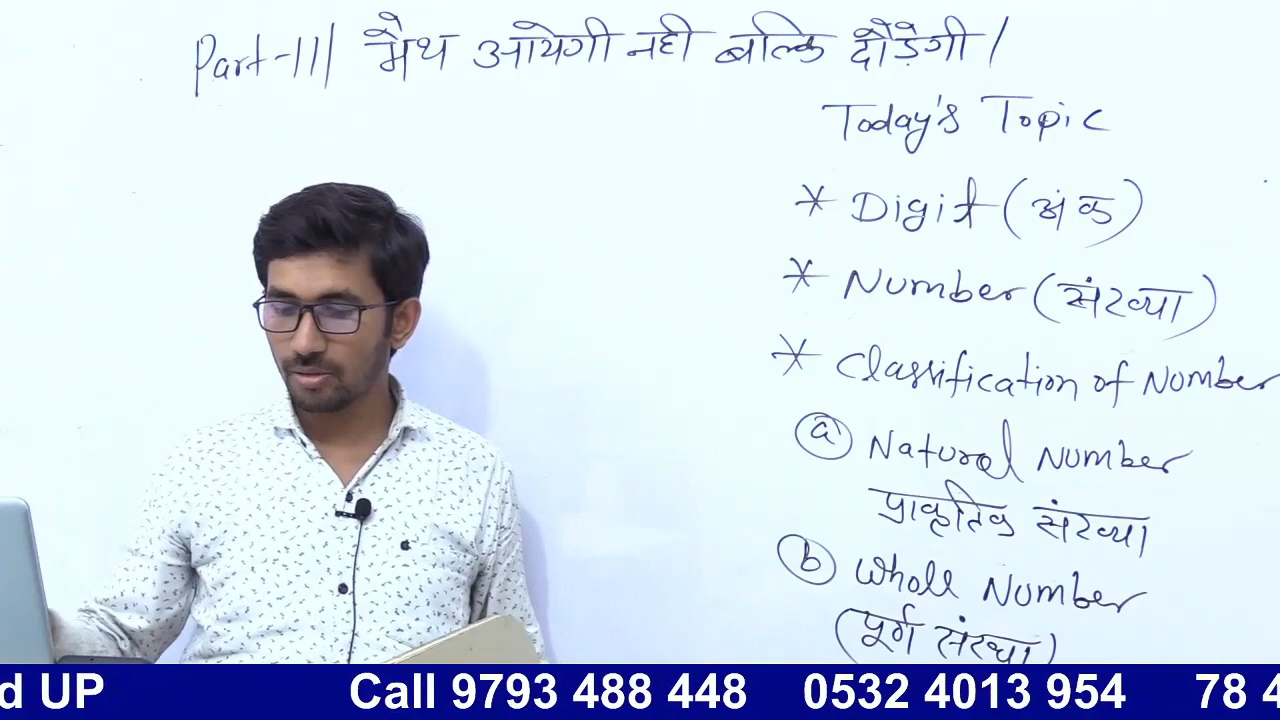 Part-III मैथ आयेगी नही बल्कि दौड़ेगी /
Today's Topic
* Digit (अंक)
* Number (संख्या)
* Classification of Number
(a) Natural Number
प्राकृतिक संख्या
(b) Whole Number
(पूर्ण संख्या)
d UP Call 9793 488 448 0532 4013 954 78 4